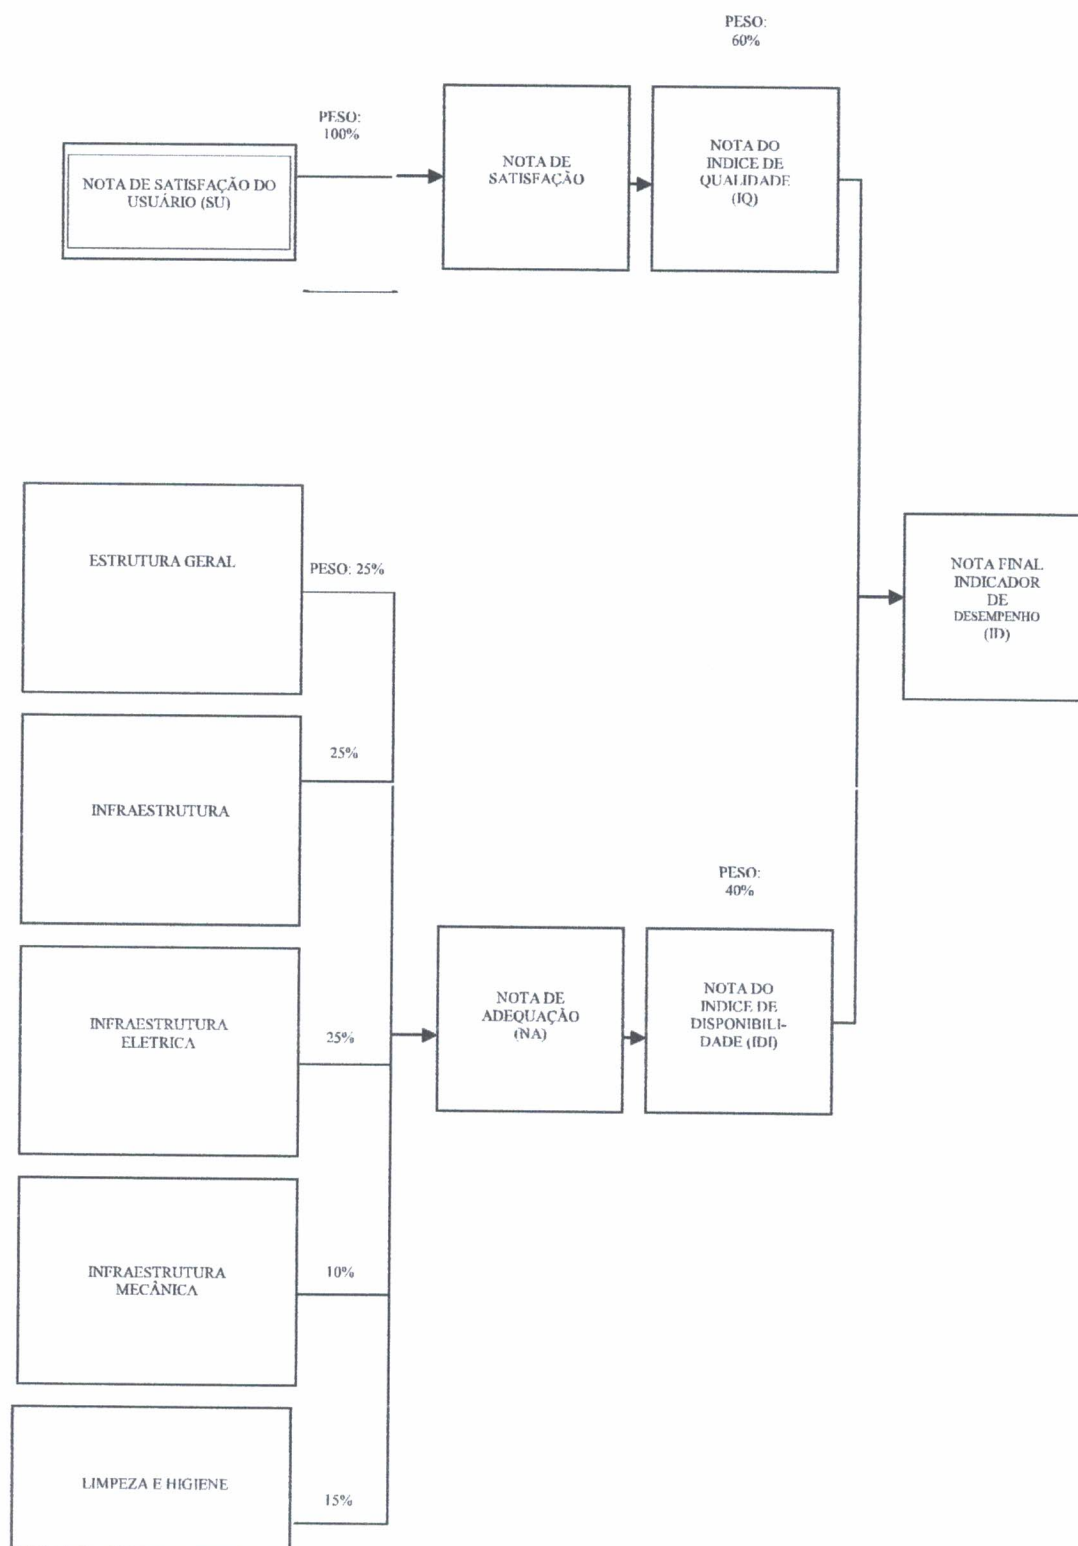 PESO:
60%
PESO:
100%
NOTA DE SATISFAÇÃO DO
USUÁRIO (SU)
NOTA DE
SATISFAÇÃO
NOTA DO
INDICE DE
QUALIDADE
(IQ)
ESTRUTURA GERAL
PESO: 25%
NOTA FINAL
INDICADOR
DE
DESEMPENHO
(ID)
25%
INFRAESTRUTURA
PESO:
40%
INFRAESTRUTURA
ELETRICA
25%
NOTA DE
ADEQUAÇÃO
(NA)
NOTA DO
INDICE DE
DISPONIBILI-
DADE (IDI)
INFRAESTRUTURA
MECÂNICA
10%
LIMPEZA E HIGIENE
15%